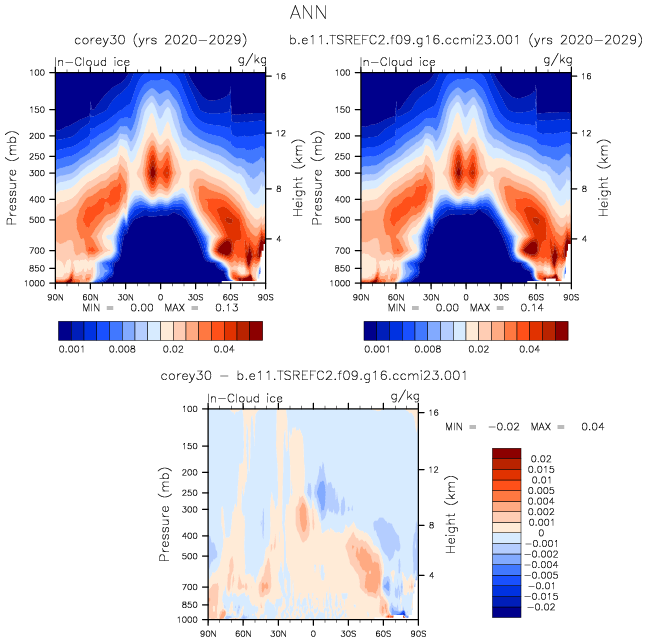 ANN
corey30 (yrs 2020-2029)
b.e11.TSREFC2.f09.g16.ccmi23.001 (yrs 2020-2029)
In-Cloud ice g/kg
In-Cloud ice g/kg
Pressure (mb)
100
150
200
250
300
400
500
700
850
1000
16
12
8
4
Height (km)
90N 60N 30N 0 30S 60S 90S
MIN = 0.00 MAX = 0.13
0.001 0.008 0.02 0.04
Pressure (mb)
100
150
200
250
300
400
500
700
850
1000
16
12
8
4
Height (km)
90N 60N 30N 0 30S 60S 90S
MIN = 0.00 MAX = 0.14
0.001 0.008 0.02 0.04
corey30 - b.e11.TSREFC2.f09.g16.ccmi23.001
In-Cloud ice g/kg
Pressure (mb)
100
150
200
250
300
400
500
700
850
1000
16
12
8
4
Height (km)
90N 60N 30N 0 30S 60S 90S
MIN = -0.02 MAX = 0.04
0.02
0.015
0.01
0.005
0.004
0.002
0.001
0
-0.001
-0.002
-0.004
-0.005
-0.01
-0.015
-0.02